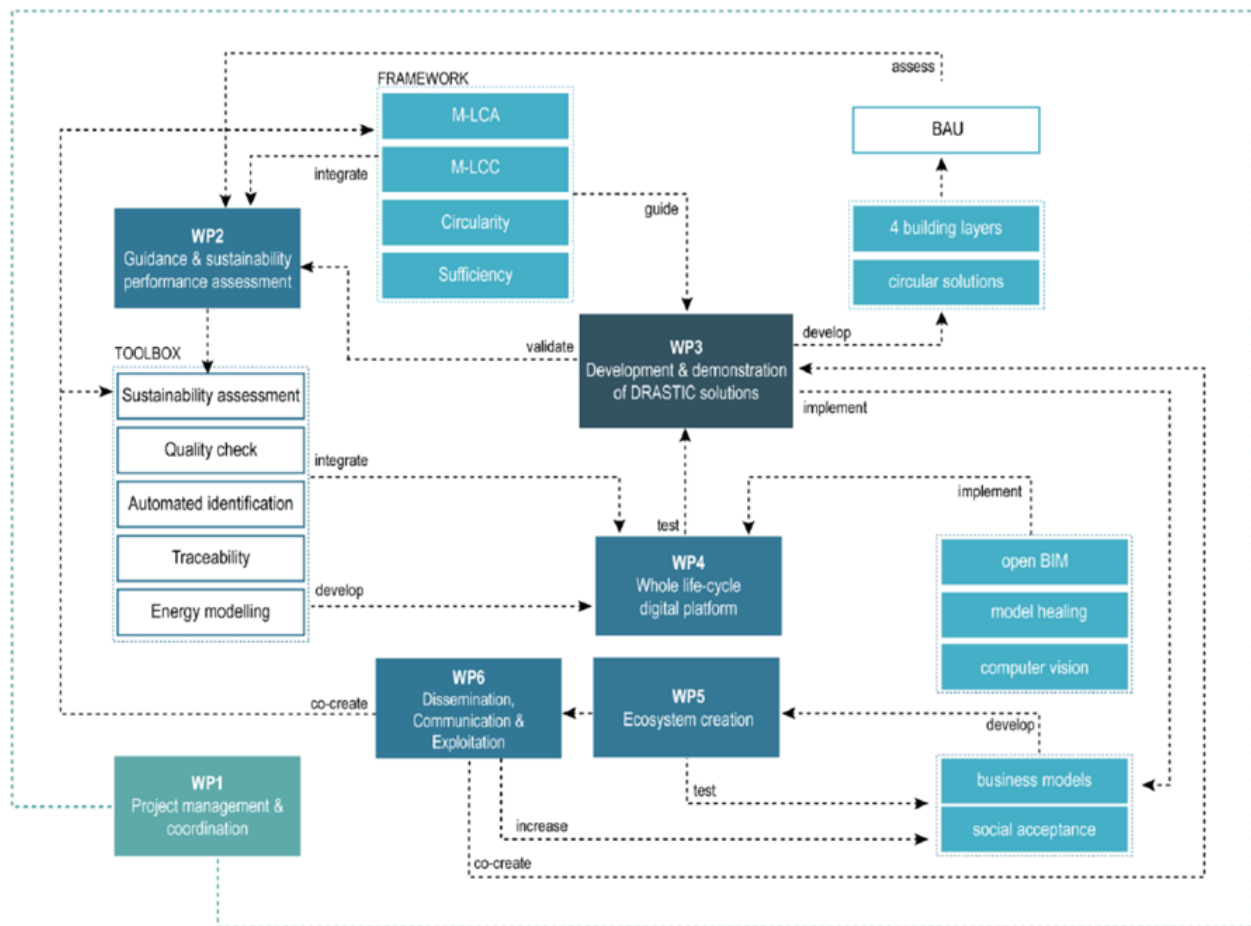 assess
FRAMEWORK
M-LCA
BAU
M-LCC
integrate
guide
Circularity
4 building layers
WP2
Guidance & sustainability
performance assessment
Sufficiency
circular solutions
TOOLBOX
validate
WP3
Development & demonstration
of DRASTIC solutions
develop
implement
Sustainability assessment
Quality check
integrate
Automated identification
implement
test
Traceability
WP4
Whole life-cycle
digital platform
open BIM
develop
Energy modelling
model healing
computer vision
WP6
Dissemination,
Communication &
Exploitation
WP5
Ecosystem creation
co-create
develop
WP1
Project management &
coordination
business models
test
social acceptance
increase
co-create